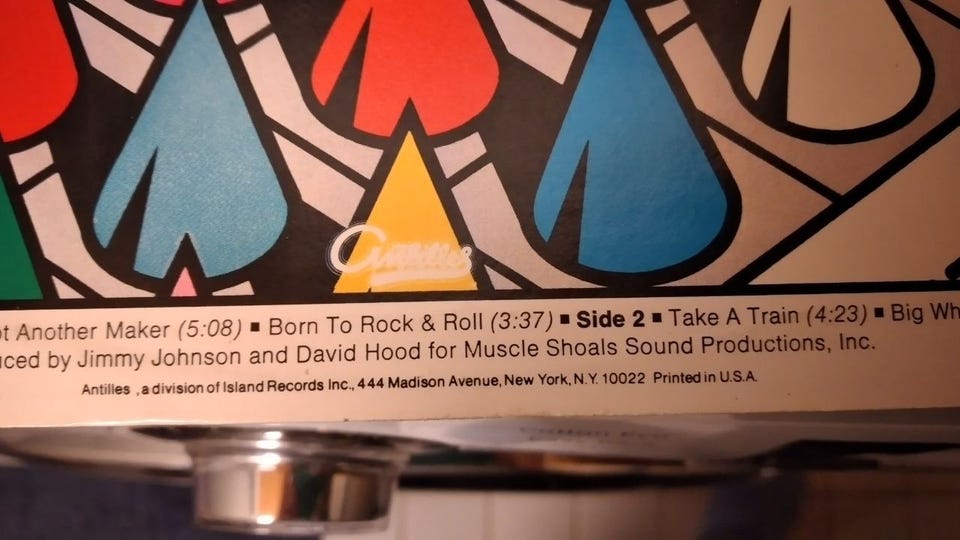 Antilles
ot Another Maker (5:08) ■ Born To Rock & Roll (3:37) ■ Side 2 ■ Take A Train (4:23) ■ Big Wh
uced by Jimmy Johnson and David Hood for Muscle Shoals Sound Productions, Inc.
Antilles , a division of Island Records Inc., 444 Madison Avenue, New York, N.Y. 10022 Printed in U.S.A.